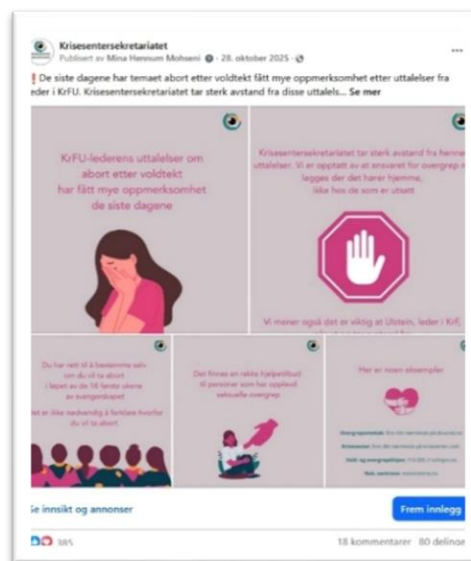 Krisesentersekretariatet
Publisert av Mina Hennum Mohseni · 28. oktober 2025 ·
❗ De siste dagene har temaet abort etter voldtekt fått mye oppmerksomhet etter uttalelser fra
leder i KrFU. Krisesentersekretariatet tar sterk avstand fra disse uttalels... Se mer
KrFU-lederens uttalelser om
abort etter voldtekt
har fått mye oppmerksomhet
de siste dagene
Krisesentersekretariatet tar sterk avstand fra hennes
uttalelser. Vi er opptatt av at ansvaret for overgrep
legges der det hører hjemme,
ikke hos de som er utsatt
Vi mener også det er viktig at Ulstein, leder i KrF,
Du har rett til å bestemme selv
om du vil ta abort
i løpet av de 18 første ukene
av svangerskapet
et er ikke nødvendig å forklare hvorfor
du vil ta abort
Det finnes en rekke hjelpetilbud
til personer som har opplevd
seksuelle overgrep
Her er noen eksempler
Se innsikt og annonser
Frem innlegg
385
18 kommentarer 80 delinge